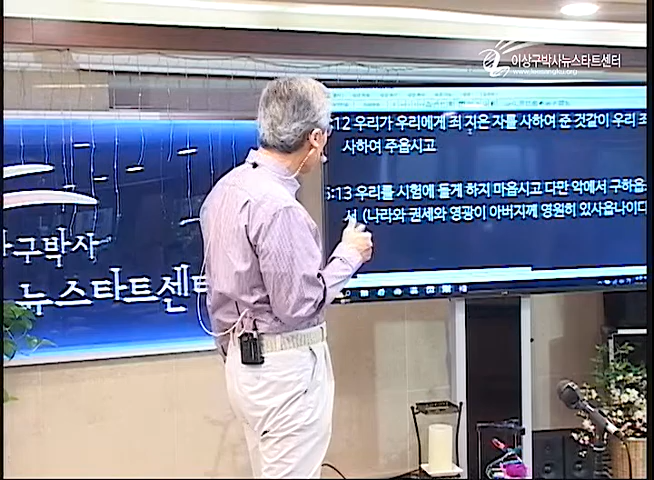 이상구박사뉴스타트센터
:12 우리가 우리에게 죄 지은 자를 사하여 준 것같이 우리 죄
사하여 주옵시고
6:13 우리를 시험에 들게 하지 마옵시고 다만 악에서 구하옵
서 (나라와 권세와 영광이 아버지께 영원히 있사옵나이다
구박사
뉴스타트센터